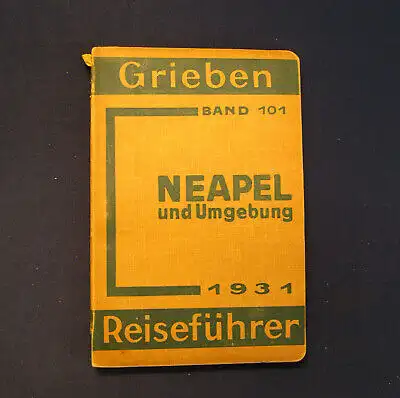 Grieben
BAND 101
NEAPEL
und Umgebung
1931
Reiseführer